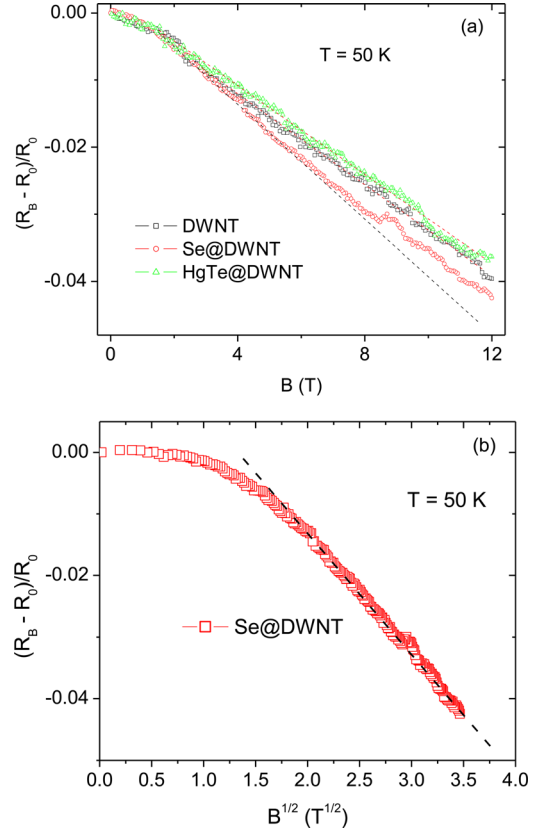 (a)
T = 50 K
0.00
-0.02
-0.04
(R_B - R_0)/R_0
DWNT
Se@DWNT
HgTe@DWNT
0 4 8 12
B (T)
(b)
T = 50 K
0.00
-0.02
-0.04
(R_B - R_0)/R_0
Se@DWNT
0.0 0.5 1.0 1.5 2.0 2.5 3.0 3.5 4.0
B^1/2 (T^1/2)